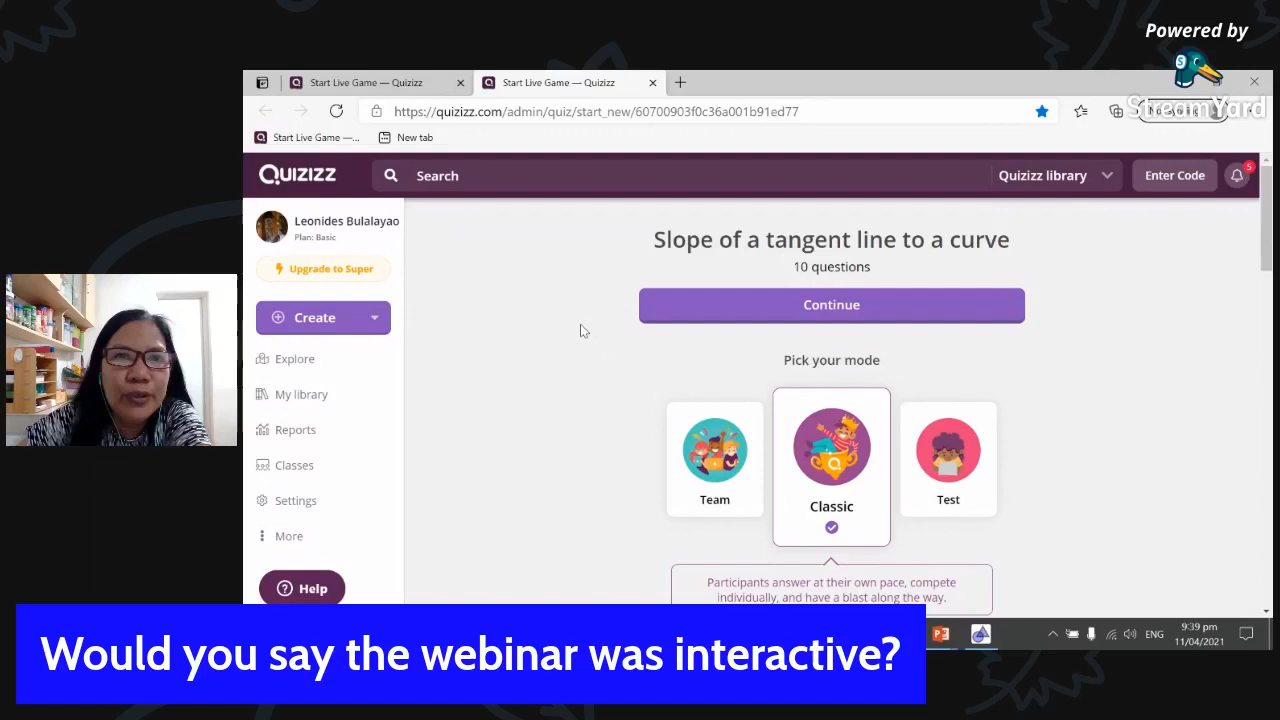 Powered by
StreamYard
Start Live Game — Quizizz
Start Live Game — Quizizz
https://quizizz.com/admin/quiz/start_new/60700903f0c36a001b91ed77
Start Live Game —...
New tab
Quizizz
Search
Quizizz library
Enter Code
5
Leonides Bulalayao
Plan: Basic
Upgrade to Super
Create
Explore
My library
Reports
Classes
Settings
More
Help
Slope of a tangent line to a curve
10 questions
Continue
Pick your mode
Team
Classic
Test
Participants answer at their own pace, compete
individually, and have a blast along the way.
ENG
9:39 pm
11/04/2021
Would you say the webinar was interactive?